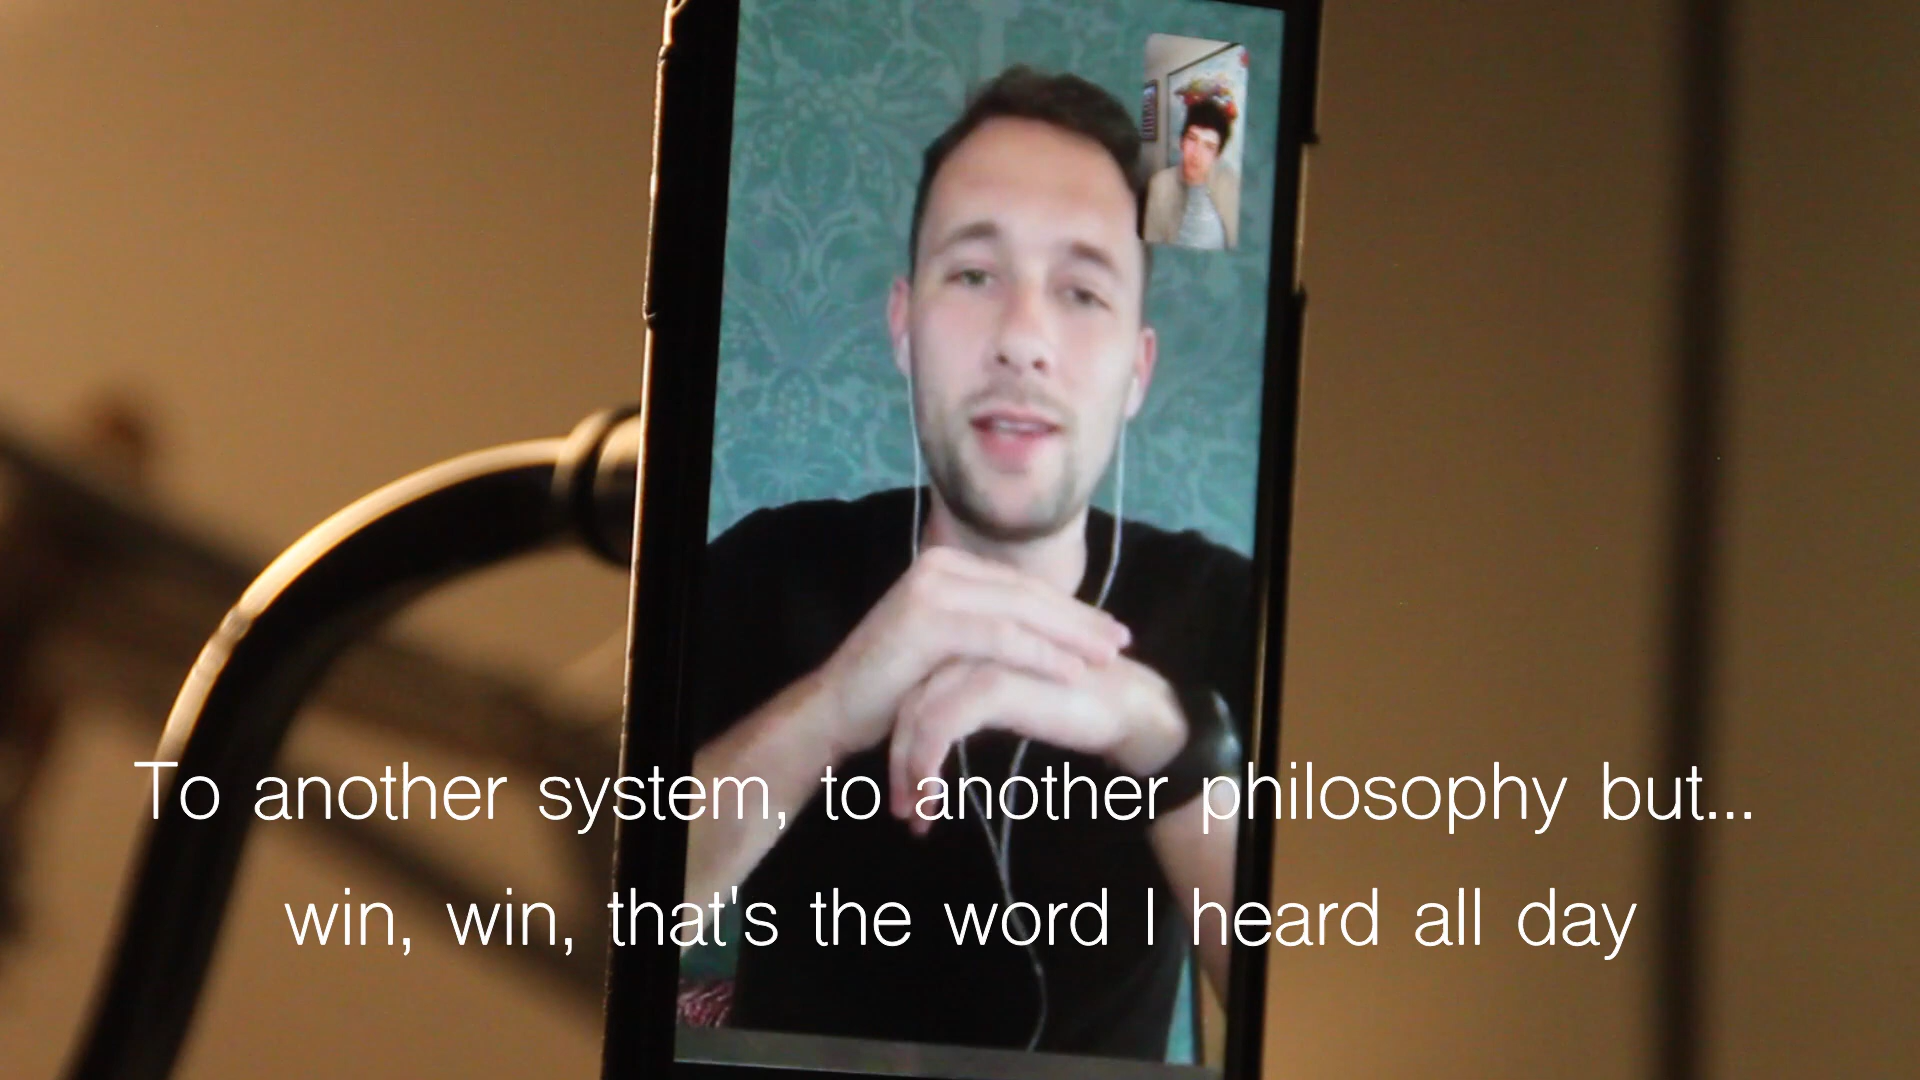 To another system, to another philosophy but...
win, win, that's the word I heard all day